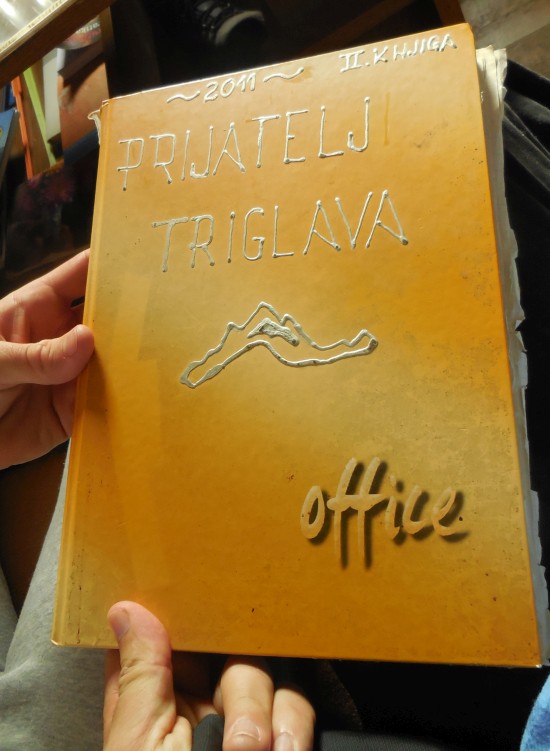 ~ 2011 ~
II. KNJIGA
PRIJATELJ
TRIGLAVA
office